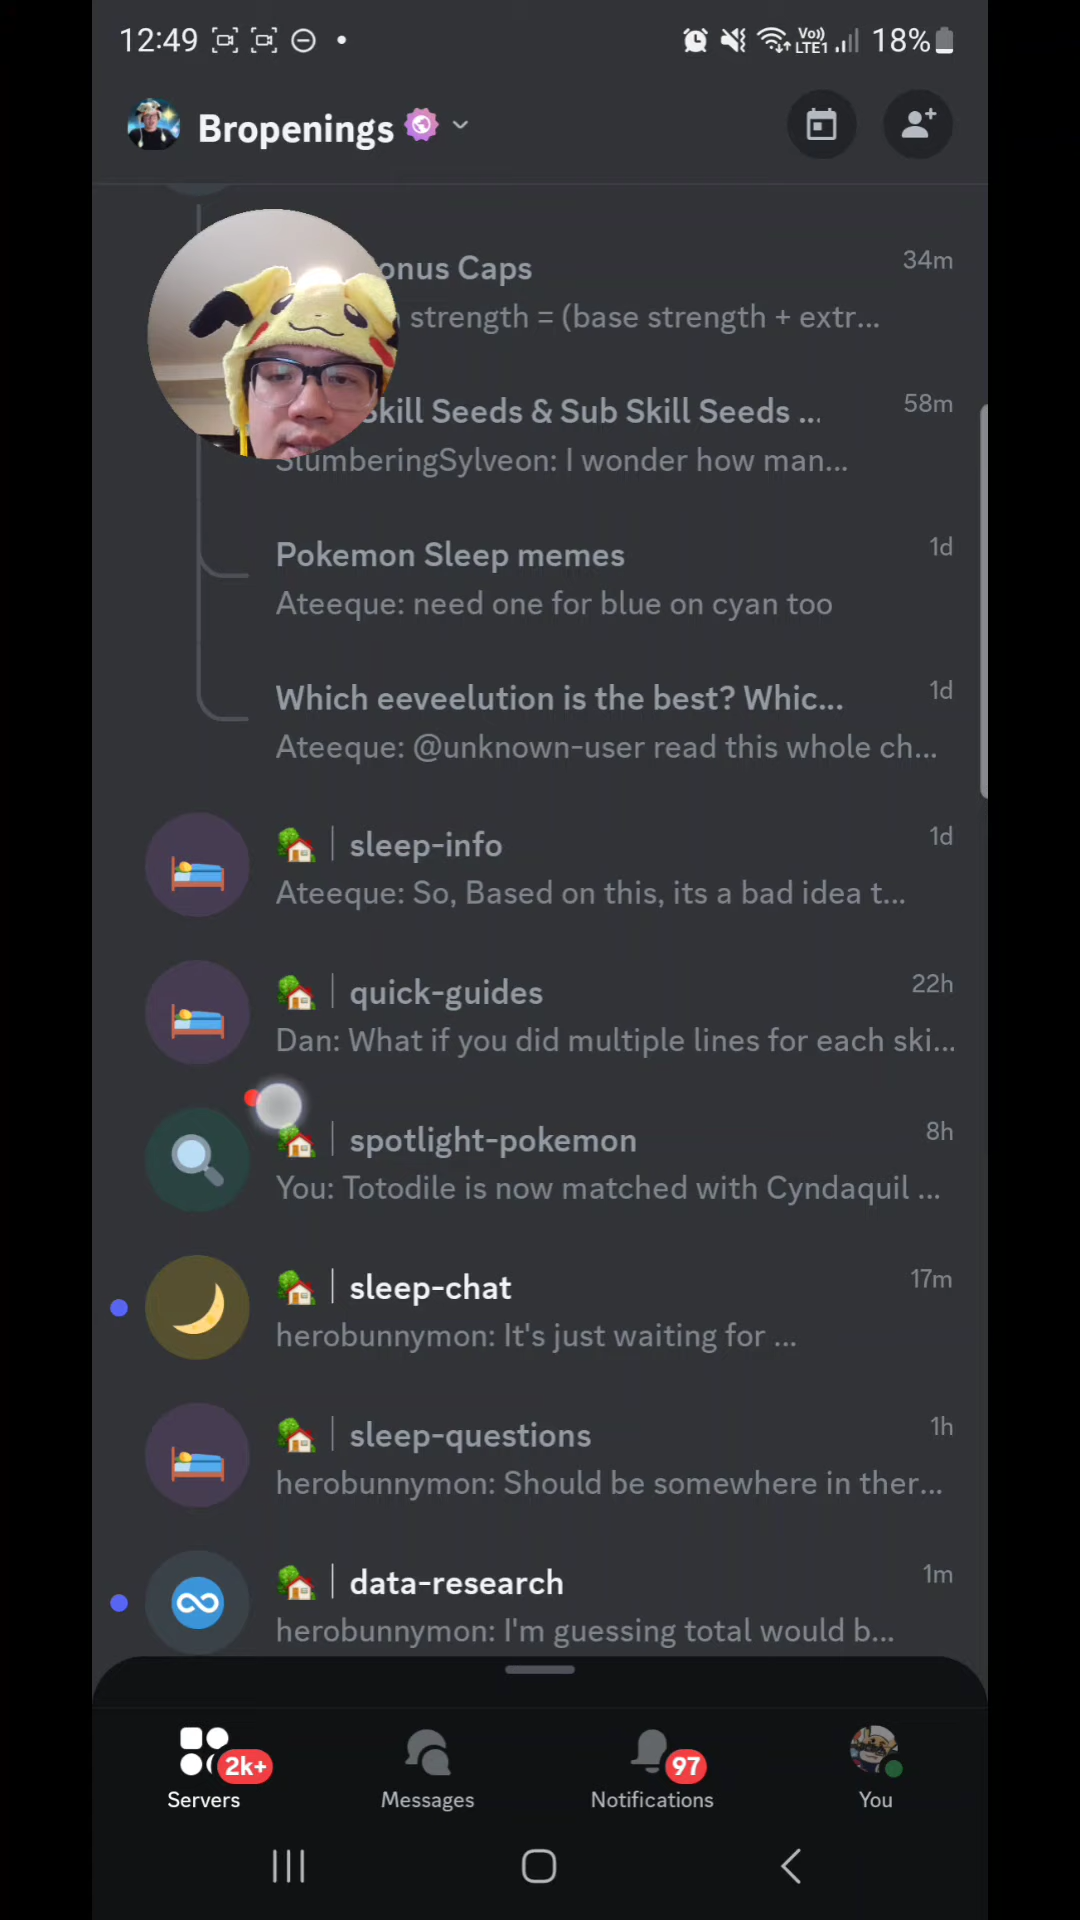 12:49
Vo)) LTE1 18%
Bropenings
onus Caps
34m
strength = (base strength + extr...
Skill Seeds & Sub Skill Seeds ...
58m
SlumberingSylveon: I wonder how man...
Pokemon Sleep memes
1d
Ateeque: need one for blue on cyan too
Which eeveelution is the best? Whic...
1d
Ateeque: @unknown-user read this whole ch...
sleep-info
1d
Ateeque: So, Based on this, its a bad idea t...
quick-guides
22h
Dan: What if you did multiple lines for each ski...
spotlight-pokemon
8h
You: Totodile is now matched with Cyndaquil ...
sleep-chat
17m
herobunnymon: It's just waiting for ...
sleep-questions
1h
herobunnymon: Should be somewhere in ther...
data-research
1m
herobunnymon: I'm guessing total would b...
2k+
97
Servers
Messages
Notifications
You